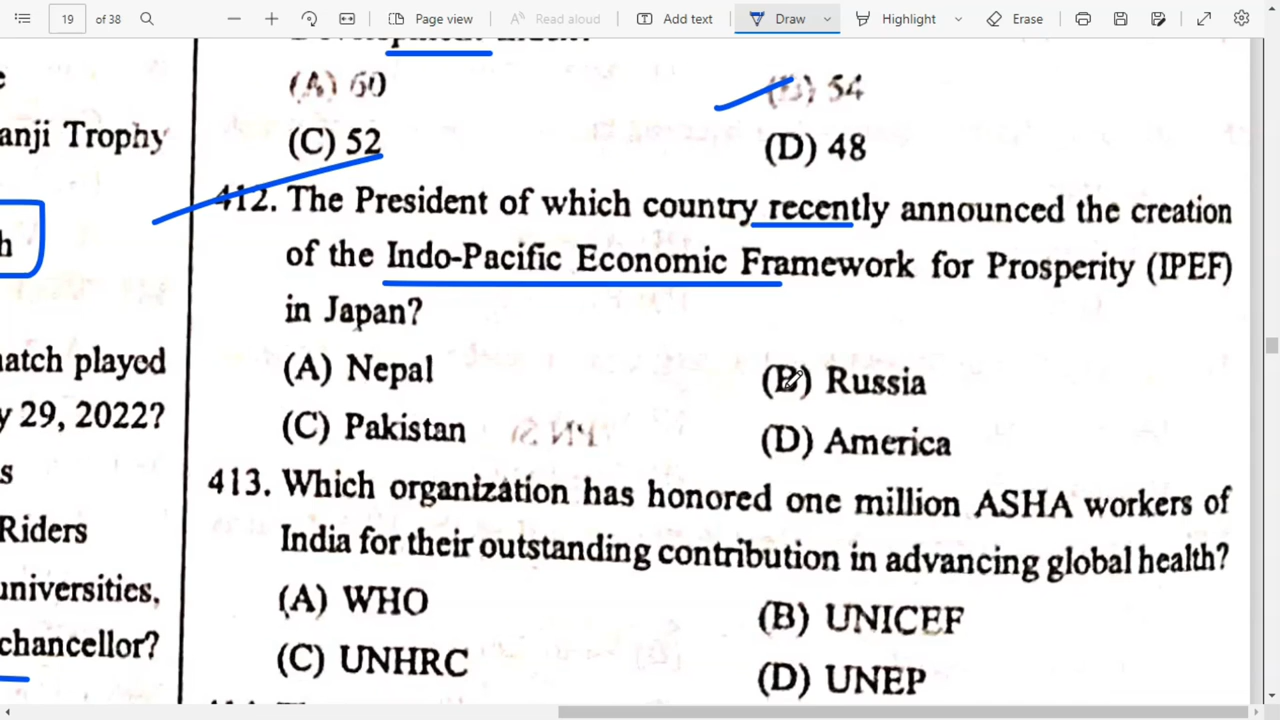 19 of 38 Page view Read aloud Add text Draw Highlight Erase
(A) 60 (B) 54
(C) 52 (D) 48
412. The President of which country recently announced the creation
of the Indo-Pacific Economic Framework for Prosperity (IPEF)
in Japan?
(A) Nepal (B) Russia
(C) Pakistan (D) America
413. Which organization has honored one million ASHA workers of
India for their outstanding contribution in advancing global health?
(A) WHO (B) UNICEF
(C) UNHRC (D) UNEP
anji Trophy
h
atch played
29, 2022?
s
Riders
universities,
chancellor?